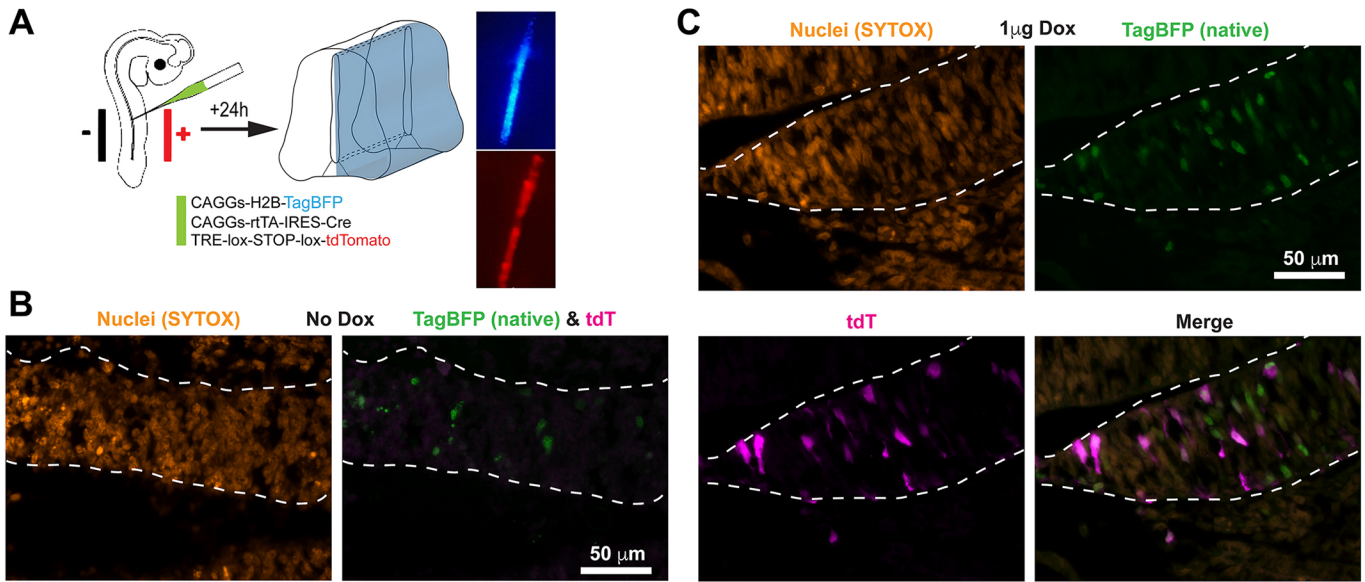 A
-
+
+24h
CAGGs-H2B-TagBFP
CAGGs-rtTA-IRES-Cre
TRE-lox-STOP-lox-tdTomato
B
Nuclei (SYTOX) No Dox TagBFP (native) & tdT
50 μm
C
Nuclei (SYTOX) 1μg Dox TagBFP (native)
50 μm
tdT Merge